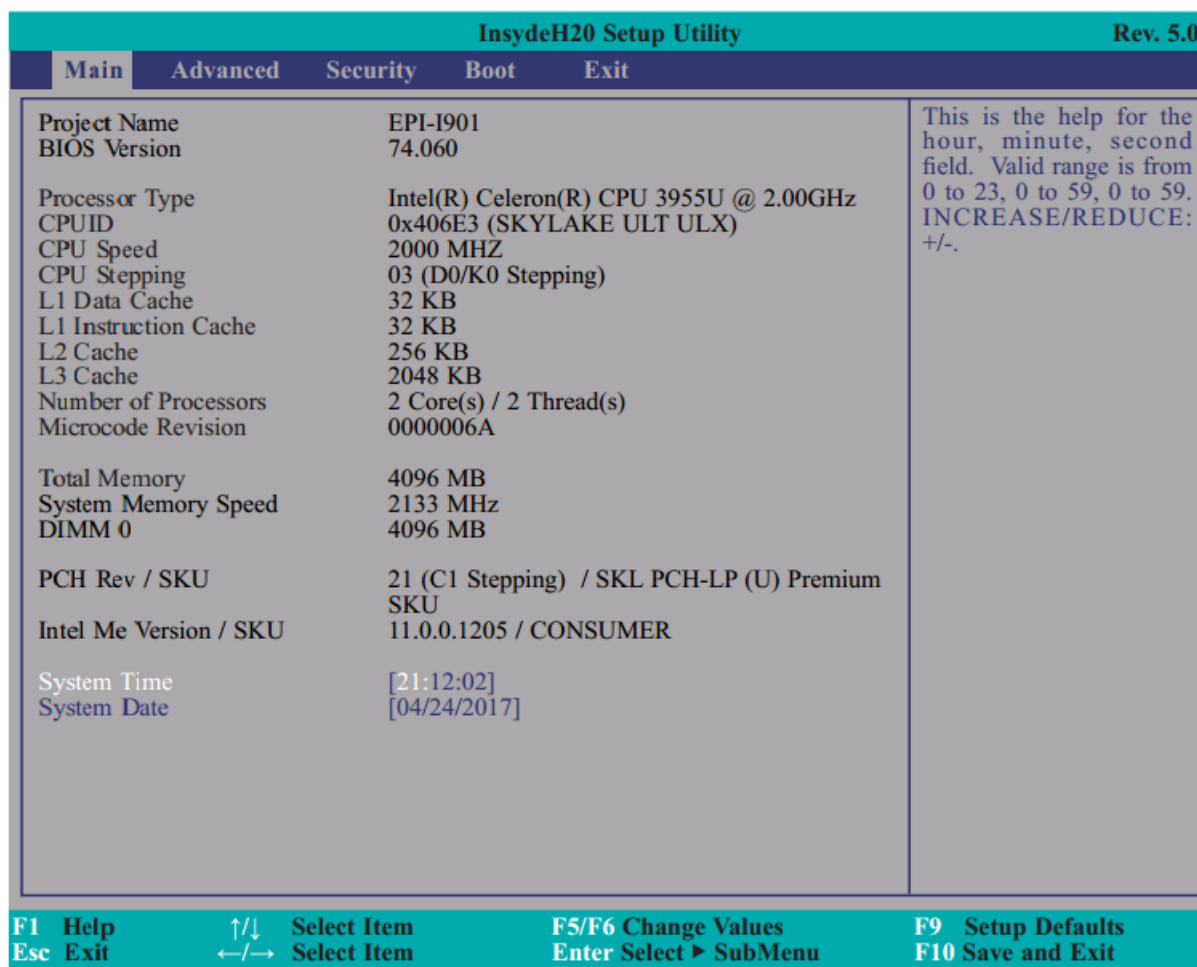 InsydeH20 Setup Utility Rev. 5.0
Main Advanced Security Boot Exit
Project Name EPI-I901
BIOS Version 74.060
Processor Type Intel(R) Celeron(R) CPU 3955U @ 2.00GHz
CPUID 0x406E3 (SKYLAKE ULT ULX)
CPU Speed 2000 MHZ
CPU Stepping 03 (D0/K0 Stepping)
L1 Data Cache 32 KB
L1 Instruction Cache 32 KB
L2 Cache 256 KB
L3 Cache 2048 KB
Number of Processors 2 Core(s) / 2 Thread(s)
Microcode Revision 0000006A
Total Memory 4096 MB
System Memory Speed 2133 MHz
DIMM 0 4096 MB
PCH Rev / SKU 21 (C1 Stepping) / SKL PCH-LP (U) Premium
SKU
Intel Me Version / SKU 11.0.0.1205 / CONSUMER
System Time [21:12:02]
System Date [04/24/2017]
This is the help for the
hour, minute, second
field. Valid range is from
0 to 23, 0 to 59, 0 to 59.
INCREASE/REDUCE:
+/-.
F1 Help ↑/↓ Select Item F5/F6 Change Values F9 Setup Defaults
Esc Exit ←/→ Select Item Enter Select ▶ SubMenu F10 Save and Exit